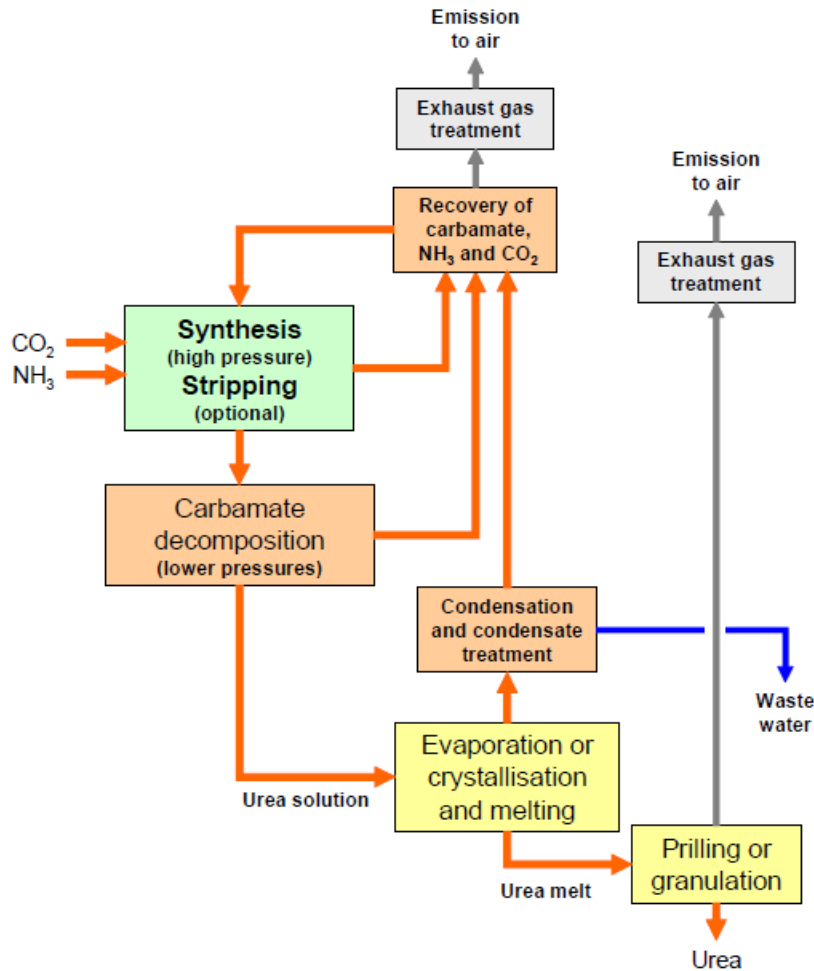 Emission
to air
Exhaust gas
treatment
Recovery of
carbamate,
NH₃ and CO₂
Emission
to air
Exhaust gas
treatment
CO₂
NH₃
Synthesis
(high pressure)
Stripping
(optional)
Carbamate
decomposition
(lower pressures)
Condensation
and condensate
treatment
Waste
water
Urea solution
Evaporation or
crystallisation
and melting
Urea melt
Prilling or
granulation
Urea